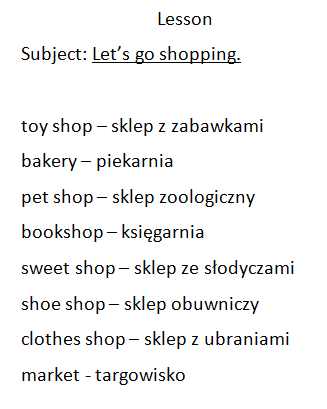 Lesson
Subject: Let's go shopping.
toy shop – sklep z zabawkami
bakery – piekarnia
pet shop – sklep zoologiczny
bookshop – księgarnia
sweet shop – sklep ze słodyczami
shoe shop – sklep obuwniczy
clothes shop – sklep z ubraniami
market - targowisko